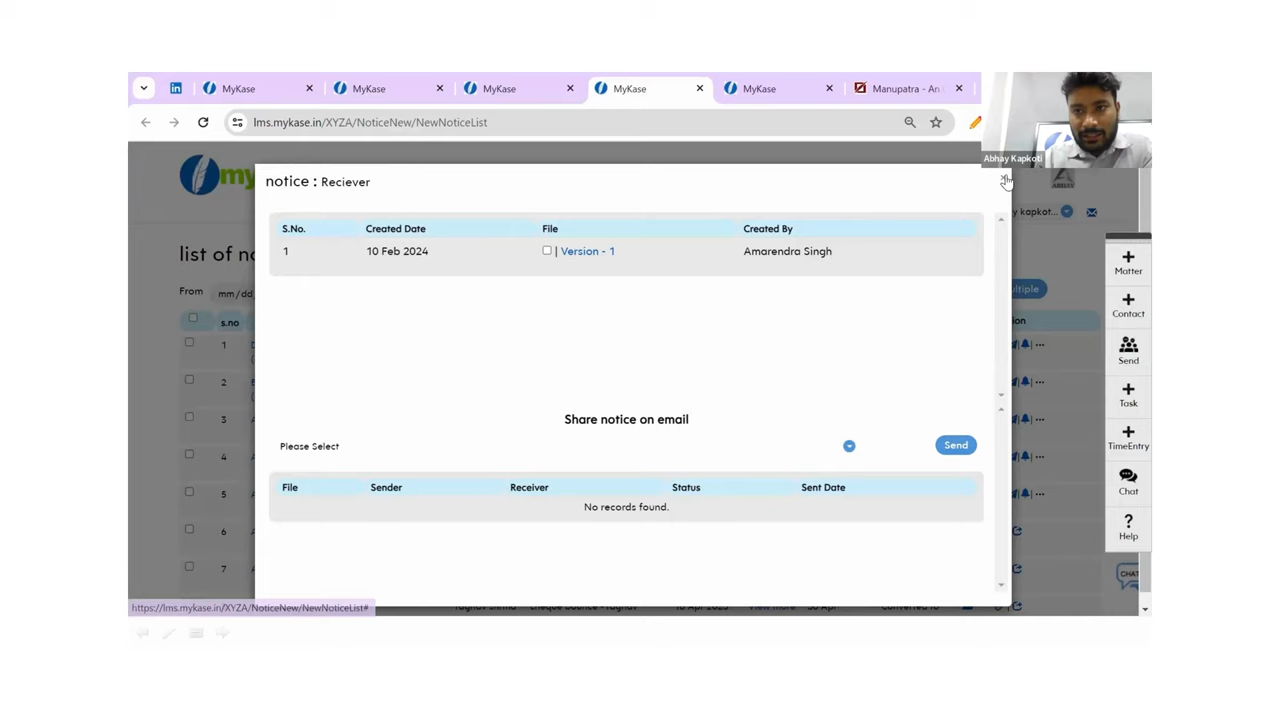 MyKase
MyKase
MyKase
MyKase
MyKase
Manupatra - An
lms.mykase.in/XYZA/NoticeNew/NewNoticeList
Abhay Kapkoti
my
notice : Reciever
y kapkot...
S.No. Created Date File Created By
1 10 Feb 2024 | Version - 1 Amarendra Singh
list of no
From mm/dd
s.no
1
2
3
4
5
6
7
Share notice on email
Please Select Send
File Sender Receiver Status Sent Date
No records found.
Matter
Contact
Send
Task
TimeEntry
Chat
Help
CHAT
https://lms.mykase.in/XYZA/NoticeNew/NewNoticeList#